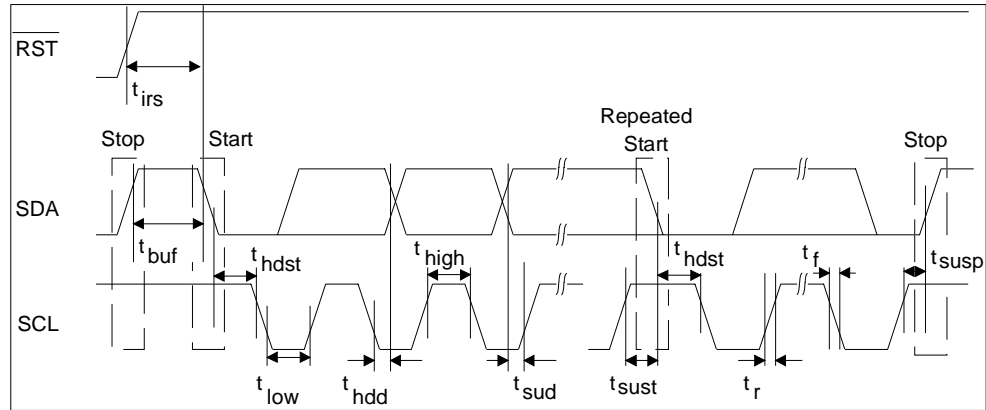 RST
t irs
Repeated
Stop
Start
Start
Stop
SDA
t buf
t hdst
t high
t hdst
t f
t susp
SCL
t low
t hdd
t sud
t sust
t r